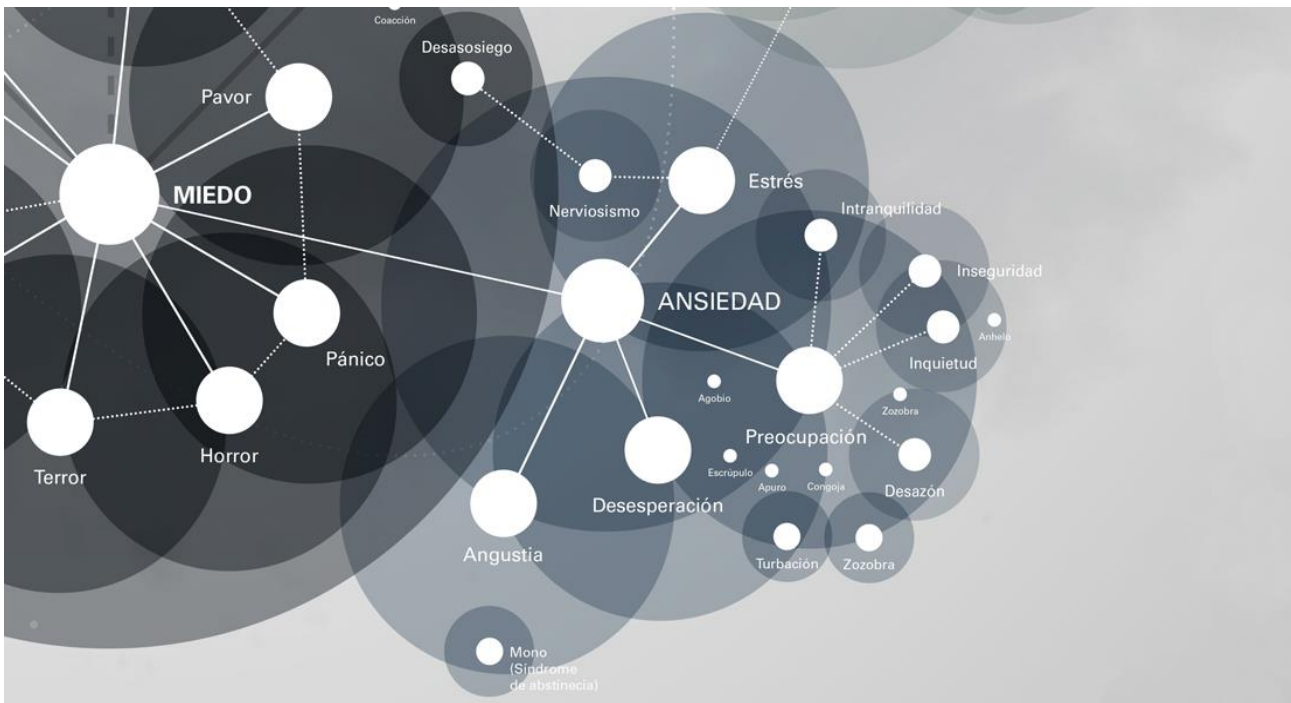 Coacción
Desasosiego
Pavor
MIEDO
Nerviosismo
Estrés
Intranquilidad
Inseguridad
ANSIEDAD
Anhelo
Pánico
Inquietud
Agobio
Zozobra
Preocupación
Horror
Terror
Escrúpulo
Apuro
Congoja
Desazón
Desesperación
Angustia
Turbación
Zozobra
Mono
(Síndrome
de abstinecia)